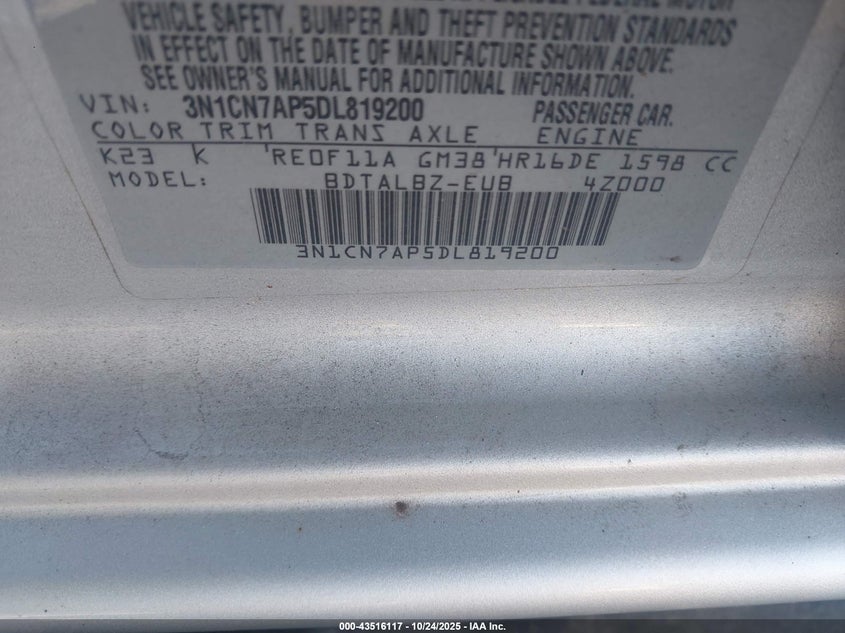 VEHICLE SAFETY, BUMPER AND THEFT PREVENTION STANDARDS
IN EFFECT ON THE DATE OF MANUFACTURE SHOWN ABOVE.
SEE OWNER'S MANUAL FOR ADDITIONAL INFORMATION.
VIN: 3N1CN7AP5DL819200 PASSENGER CAR.
COLOR TRIM TRANS AXLE ENGINE
K23 K 'RE0F11A GM38'HR16DE 1598 CC
MODEL: BDTALBZ-EUB 4Z000
3N1CN7AP5DL819200
000-43516117 - 10/24/2025 - IAA Inc.